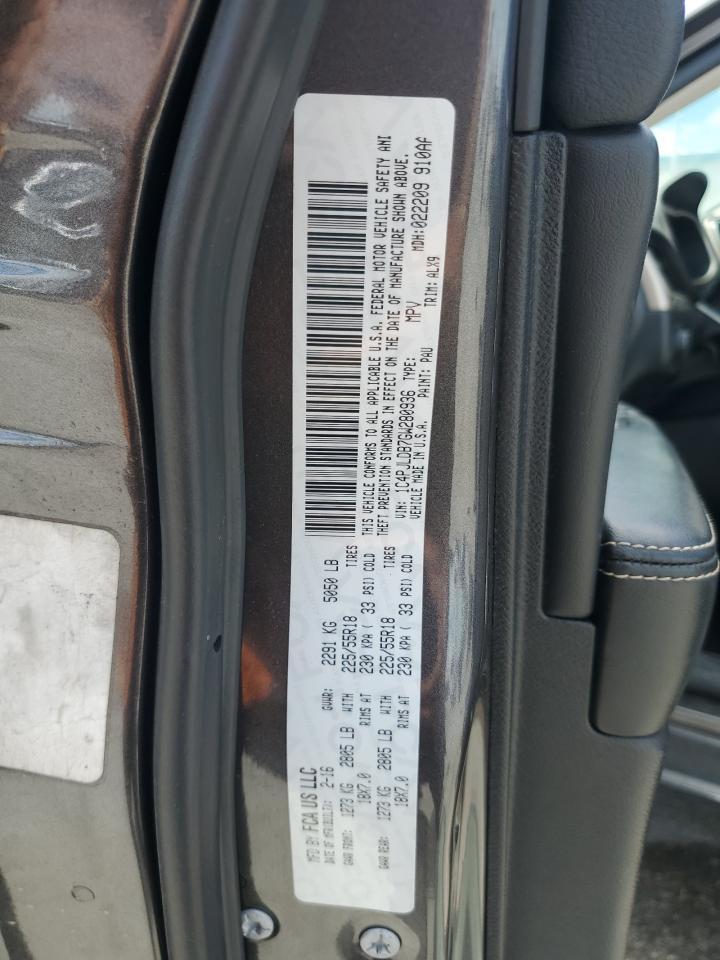 MFD BY FCA US LLC
DATE OF MFR(BUILT): 2-16 GVWR: 2291 KG 5050 LB
GAWR FRONT: 1273 KG 2805 LB WITH 225/55R18 TIRES
18X7.0 RIMS AT 230 KPA ( 33 PSI) COLD
GAWR REAR: 1273 KG 2805 LB WITH 225/55R18 TIRES
18X7.0 RIMS AT 230 KPA ( 33 PSI) COLD
THIS VEHICLE CONFORMS TO ALL APPLICABLE U.S.A. FEDERAL MOTOR VEHICLE SAFETY AND
THEFT PREVENTION STANDARDS IN EFFECT ON THE DATE OF MANUFACTURE SHOWN ABOVE.
VIN: 1C4PJLDB7GW280936 TYPE: MPV MDH:022209 910AF
VEHICLE MADE IN U.S.A. PAINT: PAU TRIM: ALX9